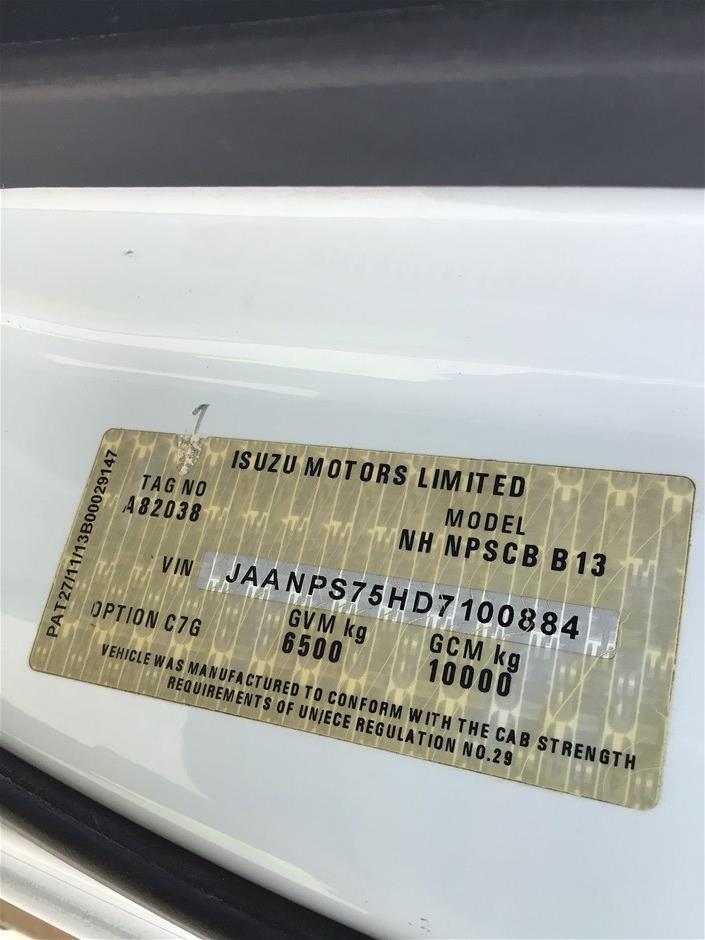 ISUZU MOTORS LIMITED
TAG NO
A82038
MODEL
NH NPSCB B13
VIN JAANPS75HD7100884
OPTION C7G
GVM kg
6500
GCM kg
10000
VEHICLE WAS MANUFACTURED TO CONFORM WITH THE CAB STRENGTH
REQUIREMENTS OF UN/ECE REGULATION NO.29
PAT27/11/13B00029147